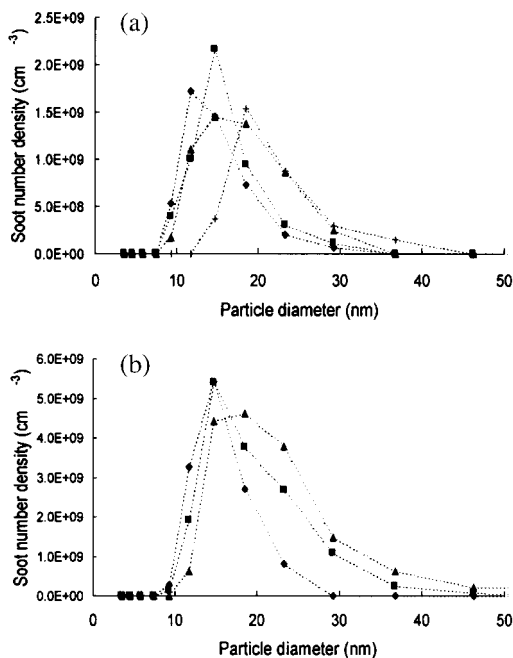 (a)
Soot number density (cm -3)
2.5E+09
2.0E+09
1.5E+09
1.0E+09
5.0E+08
0.0E+00
0 10 20 30 40 50
Particle diameter (nm)
(b)
Soot number density (cm -3)
6.0E+09
5.0E+09
4.0E+09
3.0E+09
2.0E+09
1.0E+09
0.0E+00
0 10 20 30 40 50
Particle diameter (nm)